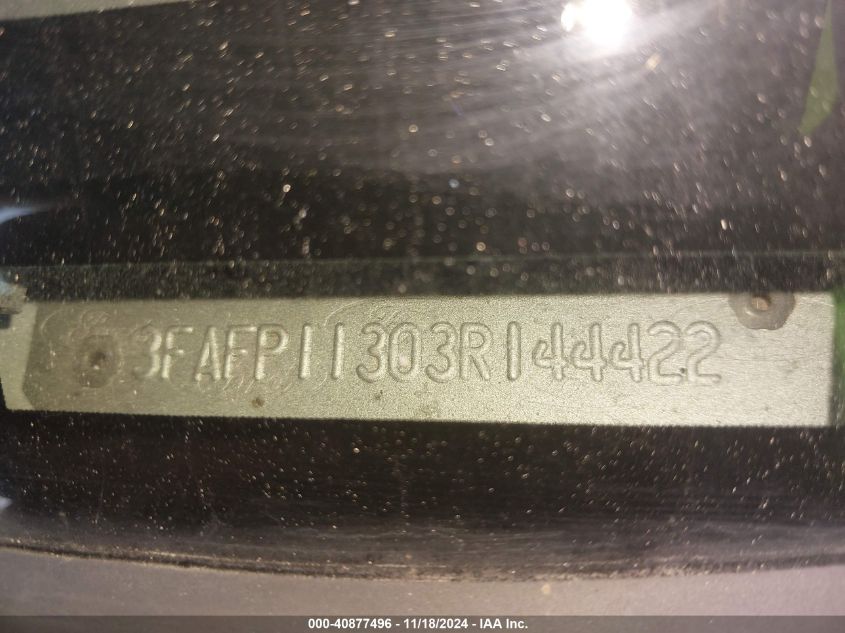 3FAFP11303R144422
000-40877496 - 11/18/2024 - IAA Inc.